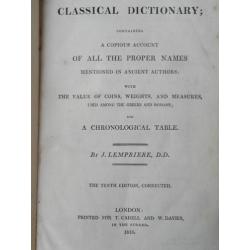 CLASSICAL DICTIONARY;
CONTAINING
A COPIOUS ACCOUNT
OF ALL THE PROPER NAMES
MENTIONED IN ANCIENT AUTHORS:
WITH
THE VALUE OF COINS, WEIGHTS, AND MEASURES,
USED AMONG THE GREEKS AND ROMANS;
AND
A CHRONOLOGICAL TABLE.
BY J. LEMPRIERE, D.D.
THE TENTH EDITION, CORRECTED.
LONDON:
PRINTED FOR T. CADELL AND W. DAVIES,
IN THE STRAND.